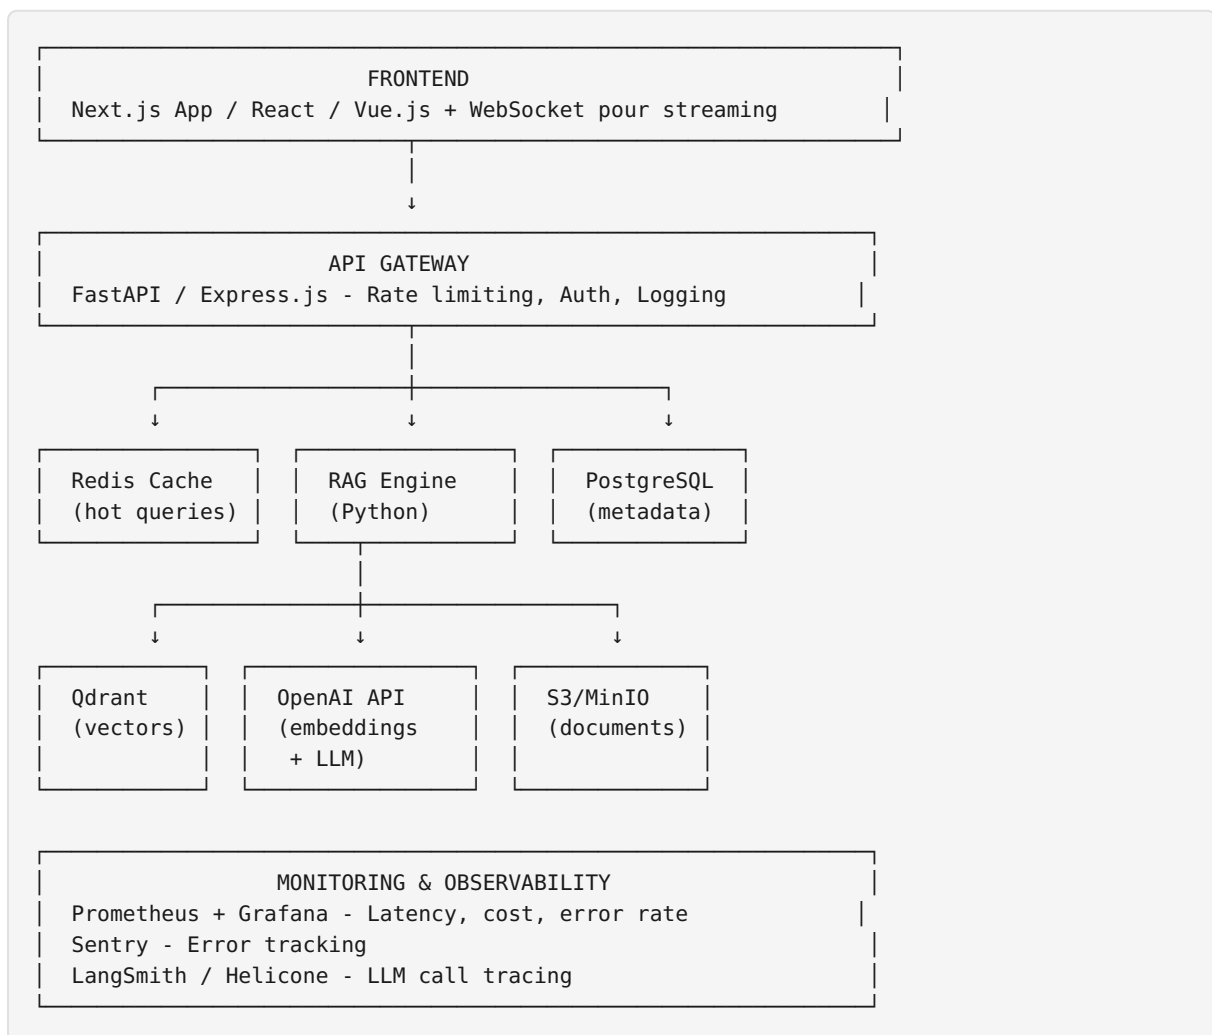 FRONTEND
Next.js App / React / Vue.js + WebSocket pour streaming
↓
API GATEWAY
FastAPI / Express.js - Rate limiting, Auth, Logging
↓ ↓ ↓
Redis Cache RAG Engine PostgreSQL
(hot queries) (Python) (metadata)
↓ ↓ ↓
Qdrant OpenAI API S3/MinIO
(vectors) (embeddings (documents)
+ LLM)
MONITORING & OBSERVABILITY
Prometheus + Grafana - Latency, cost, error rate
Sentry - Error tracking
LangSmith / Helicone - LLM call tracing